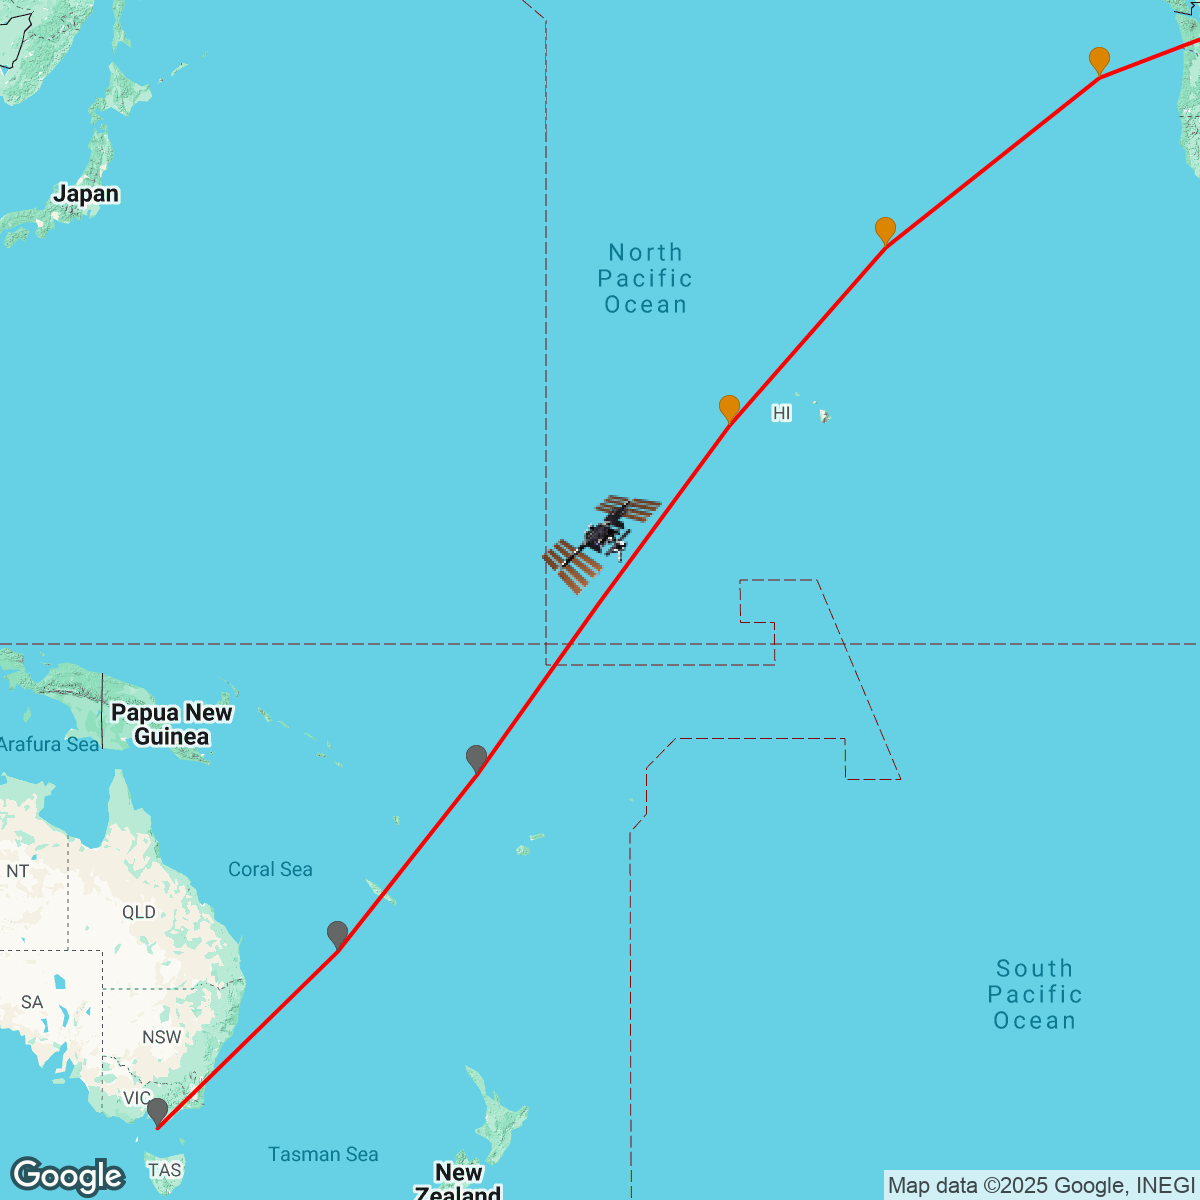 Japan
North
Pacific
Ocean
HI
Papua New
Guinea
Arafura Sea
Coral Sea
NT
QLD
SA
NSW
South
Pacific
Ocean
VIC
Tasman Sea
TAS
New
Zealand
Google
Map data ©2025 Google, INEGI